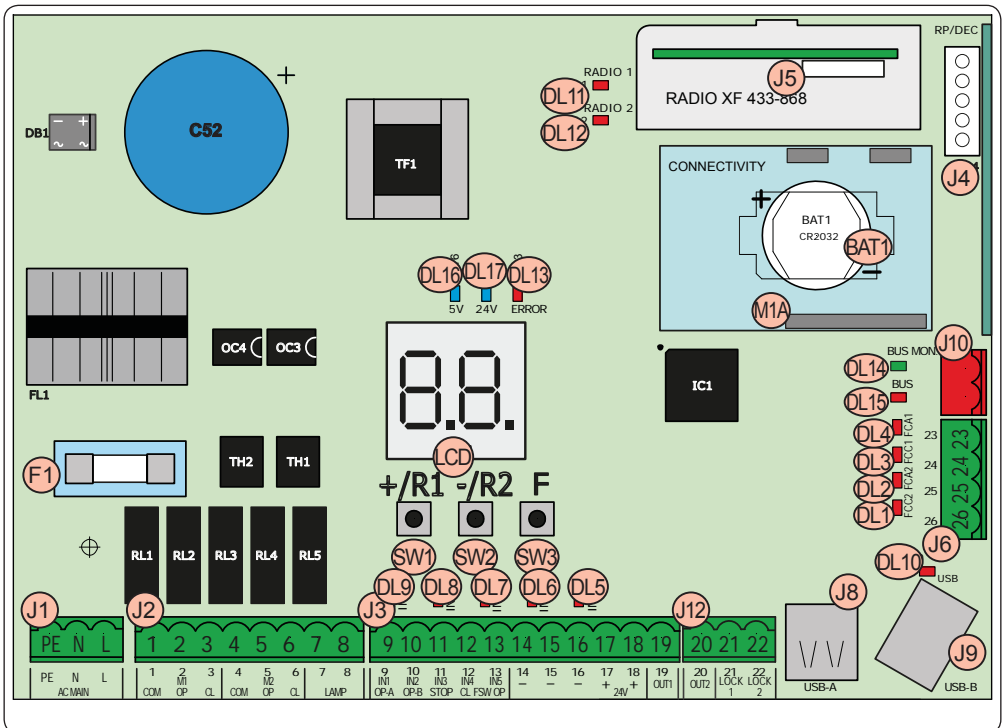 RP/DEC
RADIO 1
DL11
J5
RADIO 2
RADIO XF 433-868
DL12
+
DB1
- +
C52
TF1
CONNECTIVITY
J4
+
BAT1
CR2032
BAT1
-
DL16 DL17 DL13
5V 24V ERROR
M1A
OC4 OC3
FL1
8.8.
LCD
IC1
J10
BUS MON.
DL14
BUS
DL15
DL4 FCA1 23 23
DL3 FCC1 24 24
DL2 FCA2 25 25
DL1 FCC2 26 26
F1
TH2 TH1
+/R1 -/R2 F
SW1 SW2 SW3
RL1 RL2 RL3 RL4 RL5
J6
DL10
USB
DL9 DL8 DL7 DL6 DL5
J1 J2 J3 J12 J8
J9
PE N L 1 2 3 4 5 6 7 8 9 10 11 12 13 14 15 16 17 18 19 20 21 22
PE N L 1 2 3 4 5 6 7 8 9 10 11 12 13 14 15 16 17 18 19 20 21 22
M1 M2 IN1 IN2 IN3 IN4 IN5 - - - + + OUT1 OUT2 LOCK LOCK
AC MAIN COM OP CL COM OP CL LAMP OP-A OP-B STOP CL FSW OP 24V 1 2
USB-A USB-B